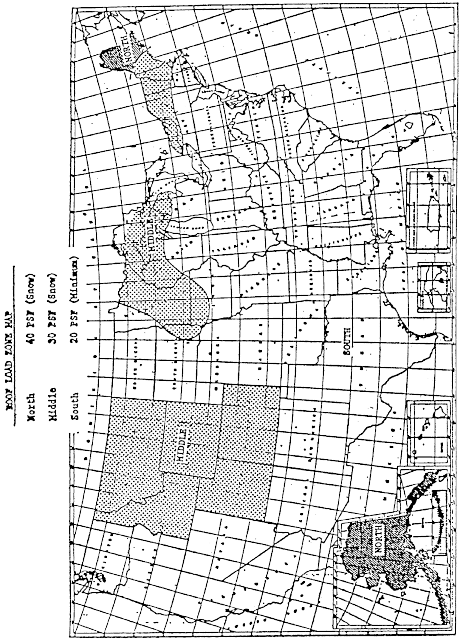 ROOF LOAD ZONE MAP
North 40 PSF (Snow)
Middle 30 PSF (Snow)
South 20 PSF (Minimum)
NORTH
MIDDLE
MIDDLE
SOUTH
NORTH